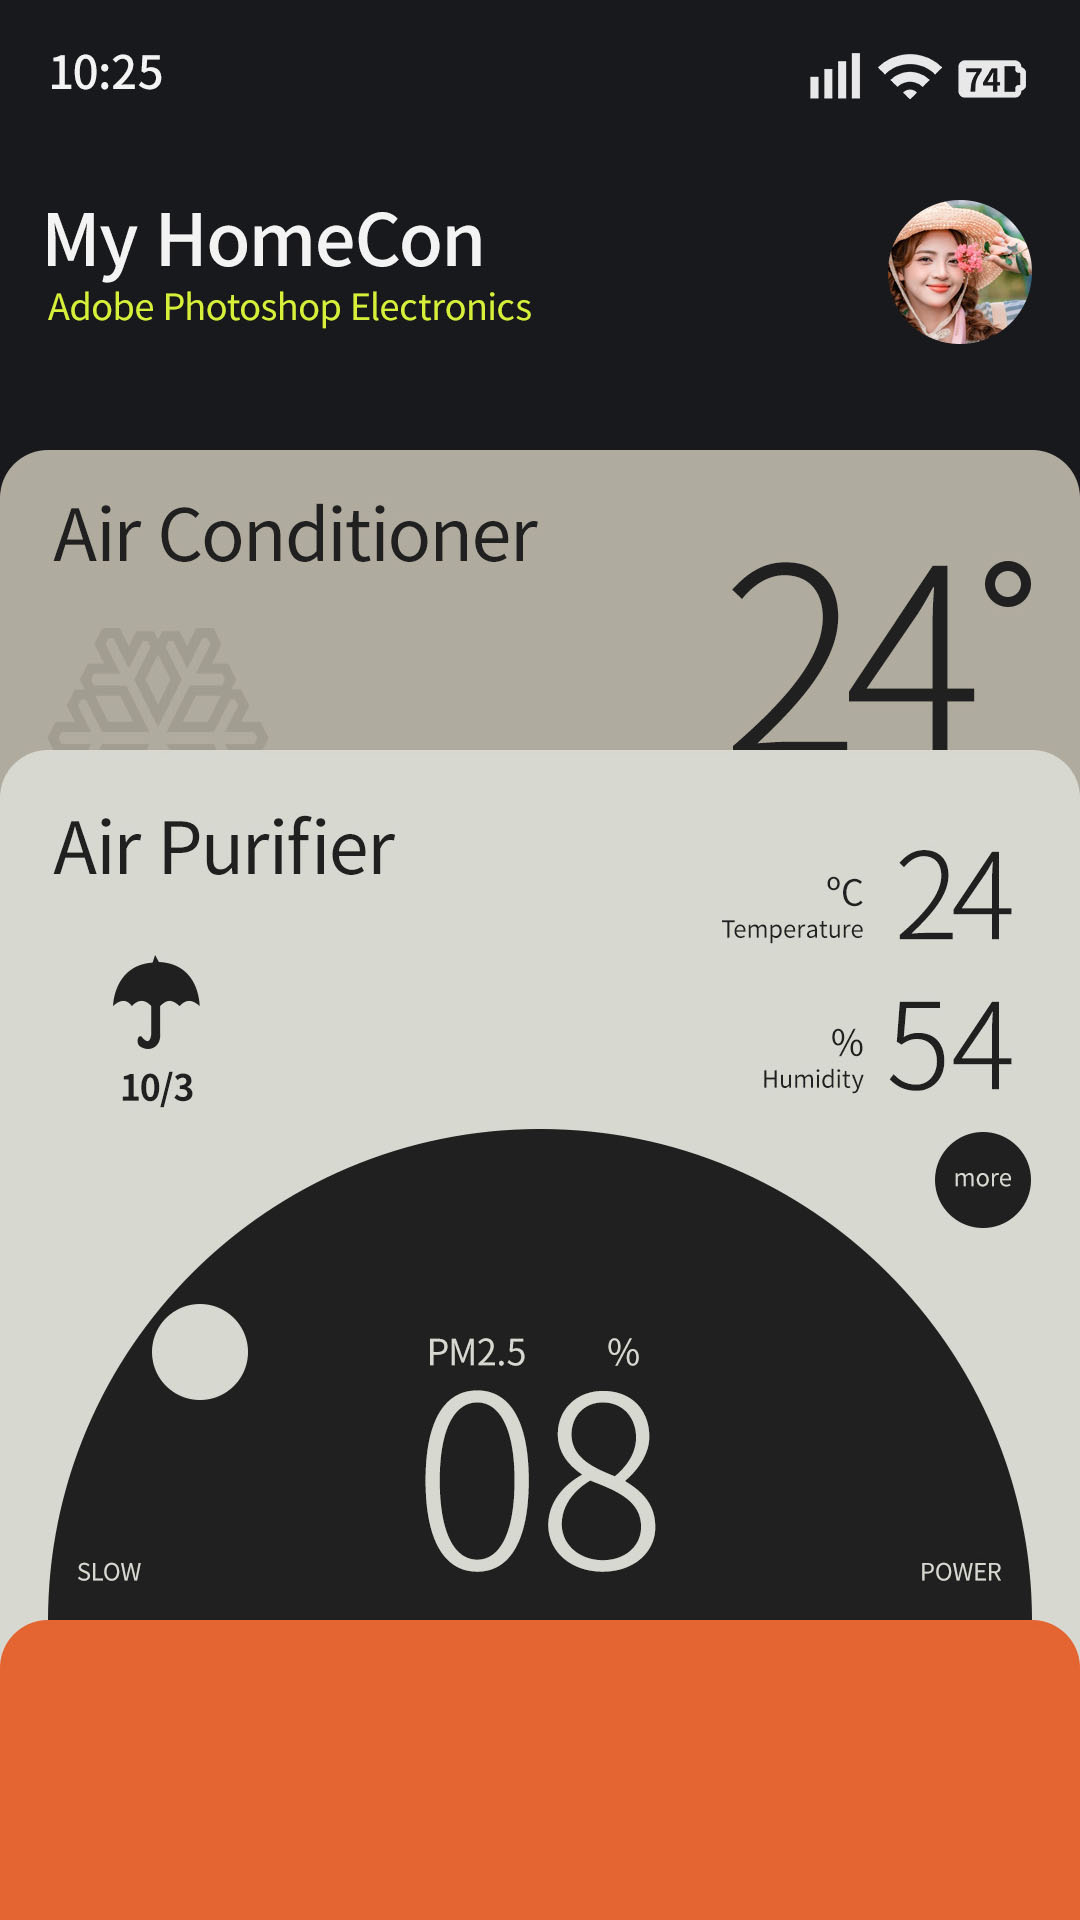 10:25
74
My HomeCon
Adobe Photoshop Electronics
Air Conditioner
24°
Air Purifier
ºC
Temperature
24
%
Humidity
54
10/3
more
PM2.5 %
08
SLOW
POWER